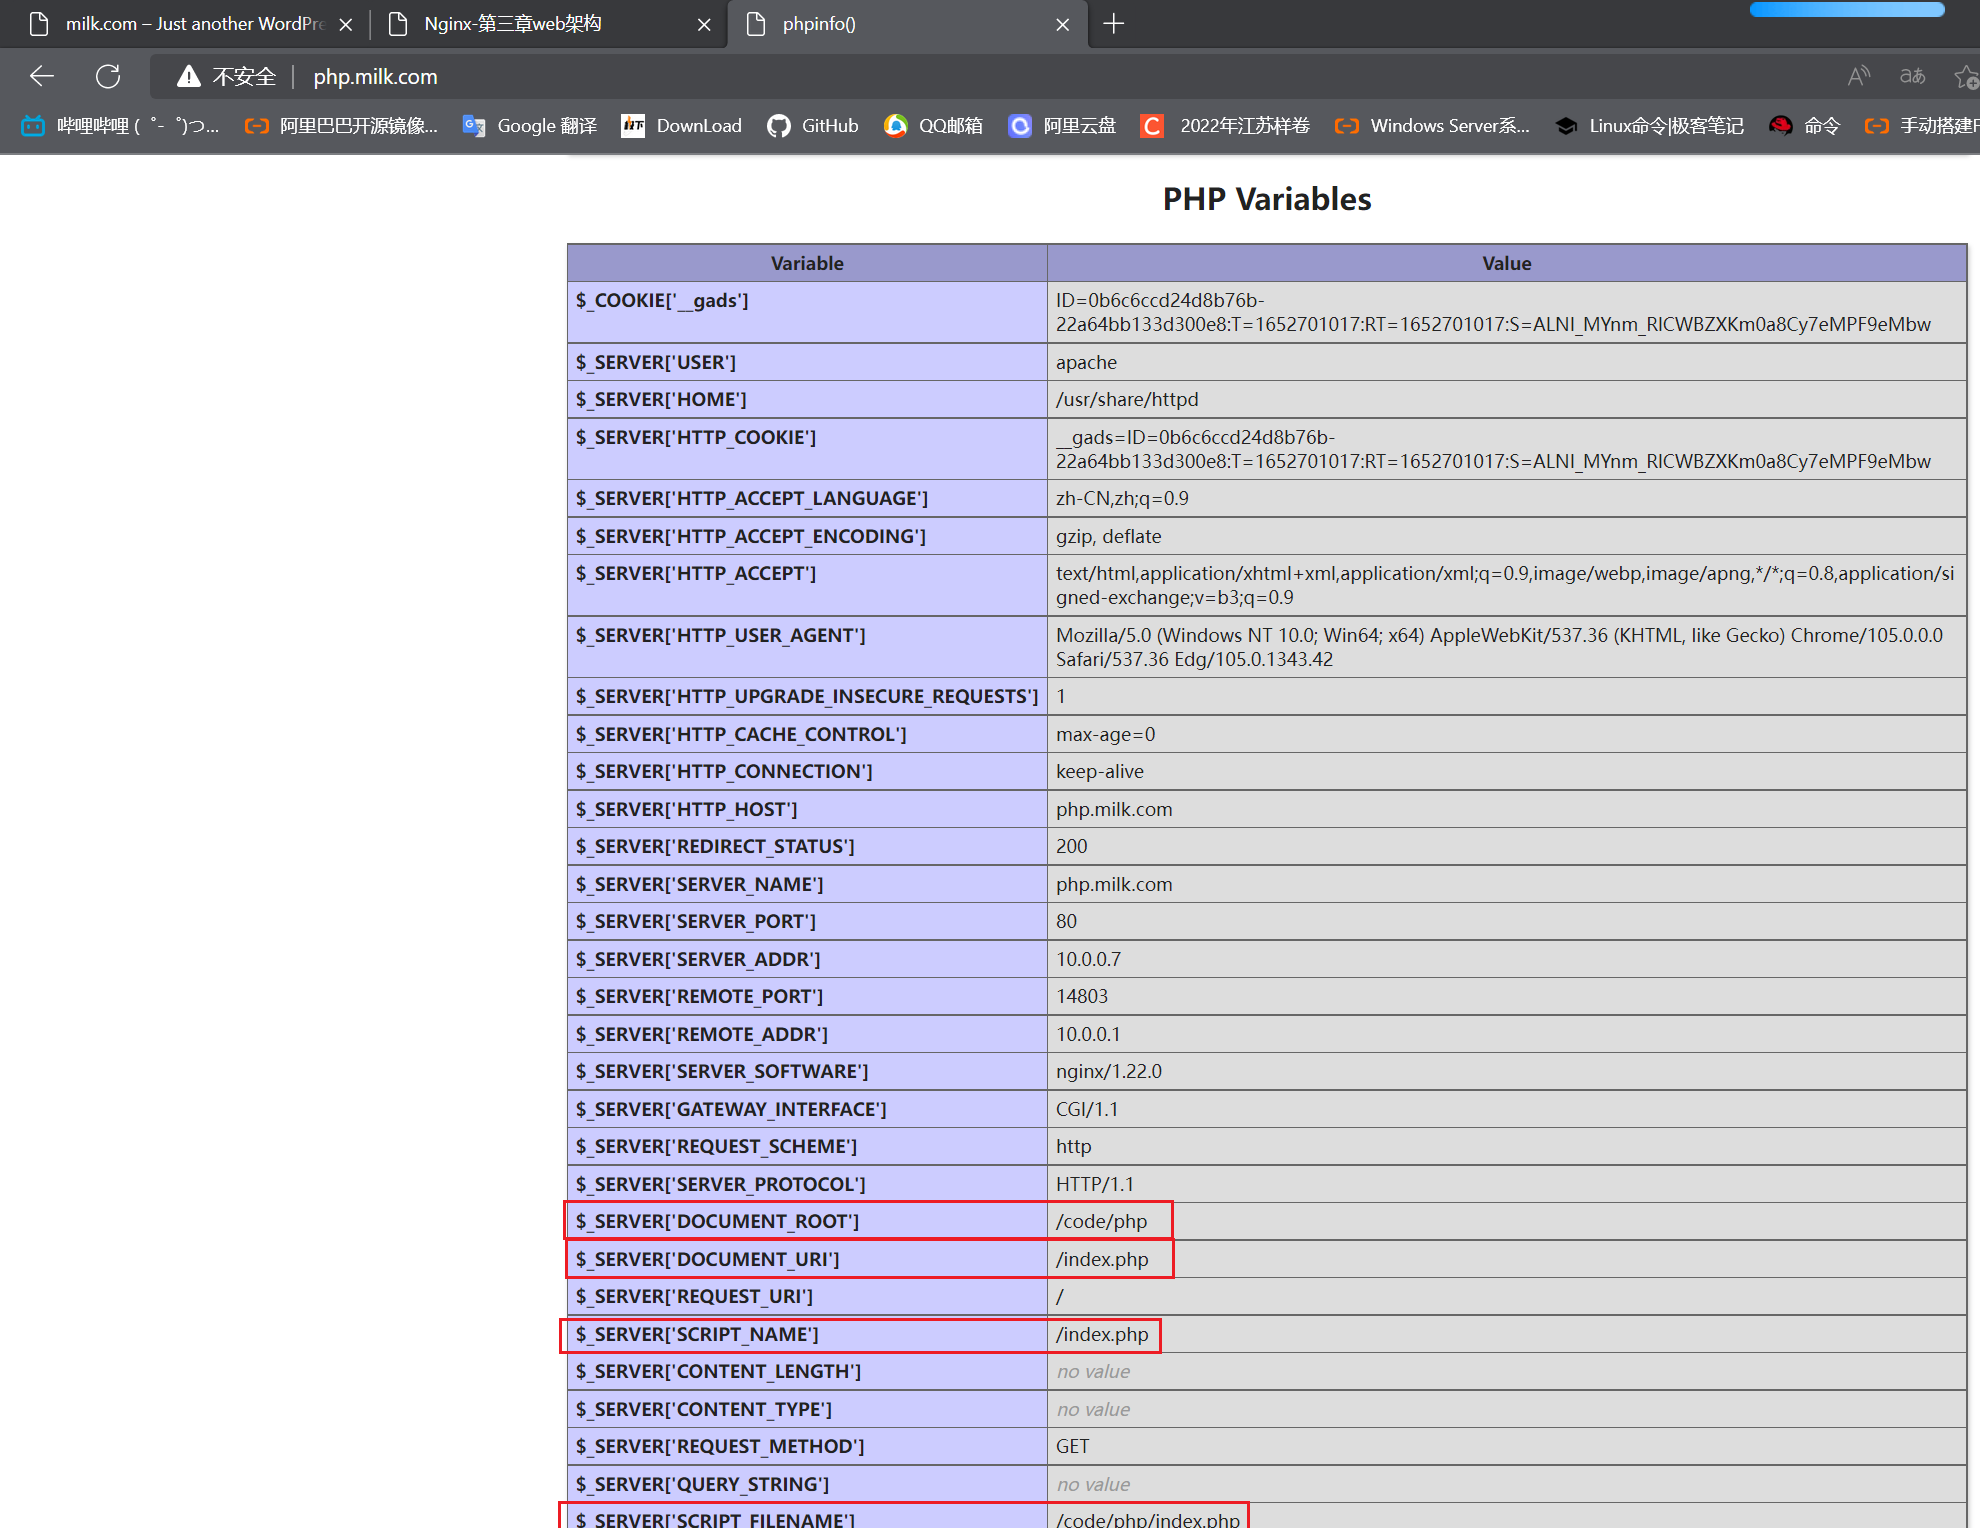 milk.com – Just another WordPre
Nginx-第三章web架构
phpinfo()
不安全
php.milk.com
哔哩哔哩 ( ゜- ゜)つ...
阿里巴巴开源镜像...
Google 翻译
DownLoad
GitHub
QQ邮箱
阿里云盘
2022年江苏样卷
Windows Server系...
Linux命令|极客笔记
命令
手动搭建F
PHP Variables
Variable Value
$_COOKIE['__gads'] ID=0b6c6ccd24d8b76b-
22a64bb133d300e8:T=1652701017:RT=1652701017:S=ALNI_MYnm_RICWBZXKm0a8Cy7eMPF9eMbw
$_SERVER['USER'] apache
$_SERVER['HOME'] /usr/share/httpd
$_SERVER['HTTP_COOKIE'] __gads=ID=0b6c6ccd24d8b76b-
22a64bb133d300e8:T=1652701017:RT=1652701017:S=ALNI_MYnm_RICWBZXKm0a8Cy7eMPF9eMbw
$_SERVER['HTTP_ACCEPT_LANGUAGE'] zh-CN,zh;q=0.9
$_SERVER['HTTP_ACCEPT_ENCODING'] gzip, deflate
$_SERVER['HTTP_ACCEPT'] text/html,application/xhtml+xml,application/xml;q=0.9,image/webp,image/apng,*/*;q=0.8,application/si
gned-exchange;v=b3;q=0.9
$_SERVER['HTTP_USER_AGENT'] Mozilla/5.0 (Windows NT 10.0; Win64; x64) AppleWebKit/537.36 (KHTML, like Gecko) Chrome/105.0.0.0
Safari/537.36 Edg/105.0.1343.42
$_SERVER['HTTP_UPGRADE_INSECURE_REQUESTS'] 1
$_SERVER['HTTP_CACHE_CONTROL'] max-age=0
$_SERVER['HTTP_CONNECTION'] keep-alive
$_SERVER['HTTP_HOST'] php.milk.com
$_SERVER['REDIRECT_STATUS'] 200
$_SERVER['SERVER_NAME'] php.milk.com
$_SERVER['SERVER_PORT'] 80
$_SERVER['SERVER_ADDR'] 10.0.0.7
$_SERVER['REMOTE_PORT'] 14803
$_SERVER['REMOTE_ADDR'] 10.0.0.1
$_SERVER['SERVER_SOFTWARE'] nginx/1.22.0
$_SERVER['GATEWAY_INTERFACE'] CGI/1.1
$_SERVER['REQUEST_SCHEME'] http
$_SERVER['SERVER_PROTOCOL'] HTTP/1.1
$_SERVER['DOCUMENT_ROOT'] /code/php
$_SERVER['DOCUMENT_URI'] /index.php
$_SERVER['REQUEST_URI'] /
$_SERVER['SCRIPT_NAME'] /index.php
$_SERVER['CONTENT_LENGTH'] no value
$_SERVER['CONTENT_TYPE'] no value
$_SERVER['REQUEST_METHOD'] GET
$_SERVER['QUERY_STRING'] no value
$_SERVER['SCRIPT_FILENAME'] /code/php/index.php